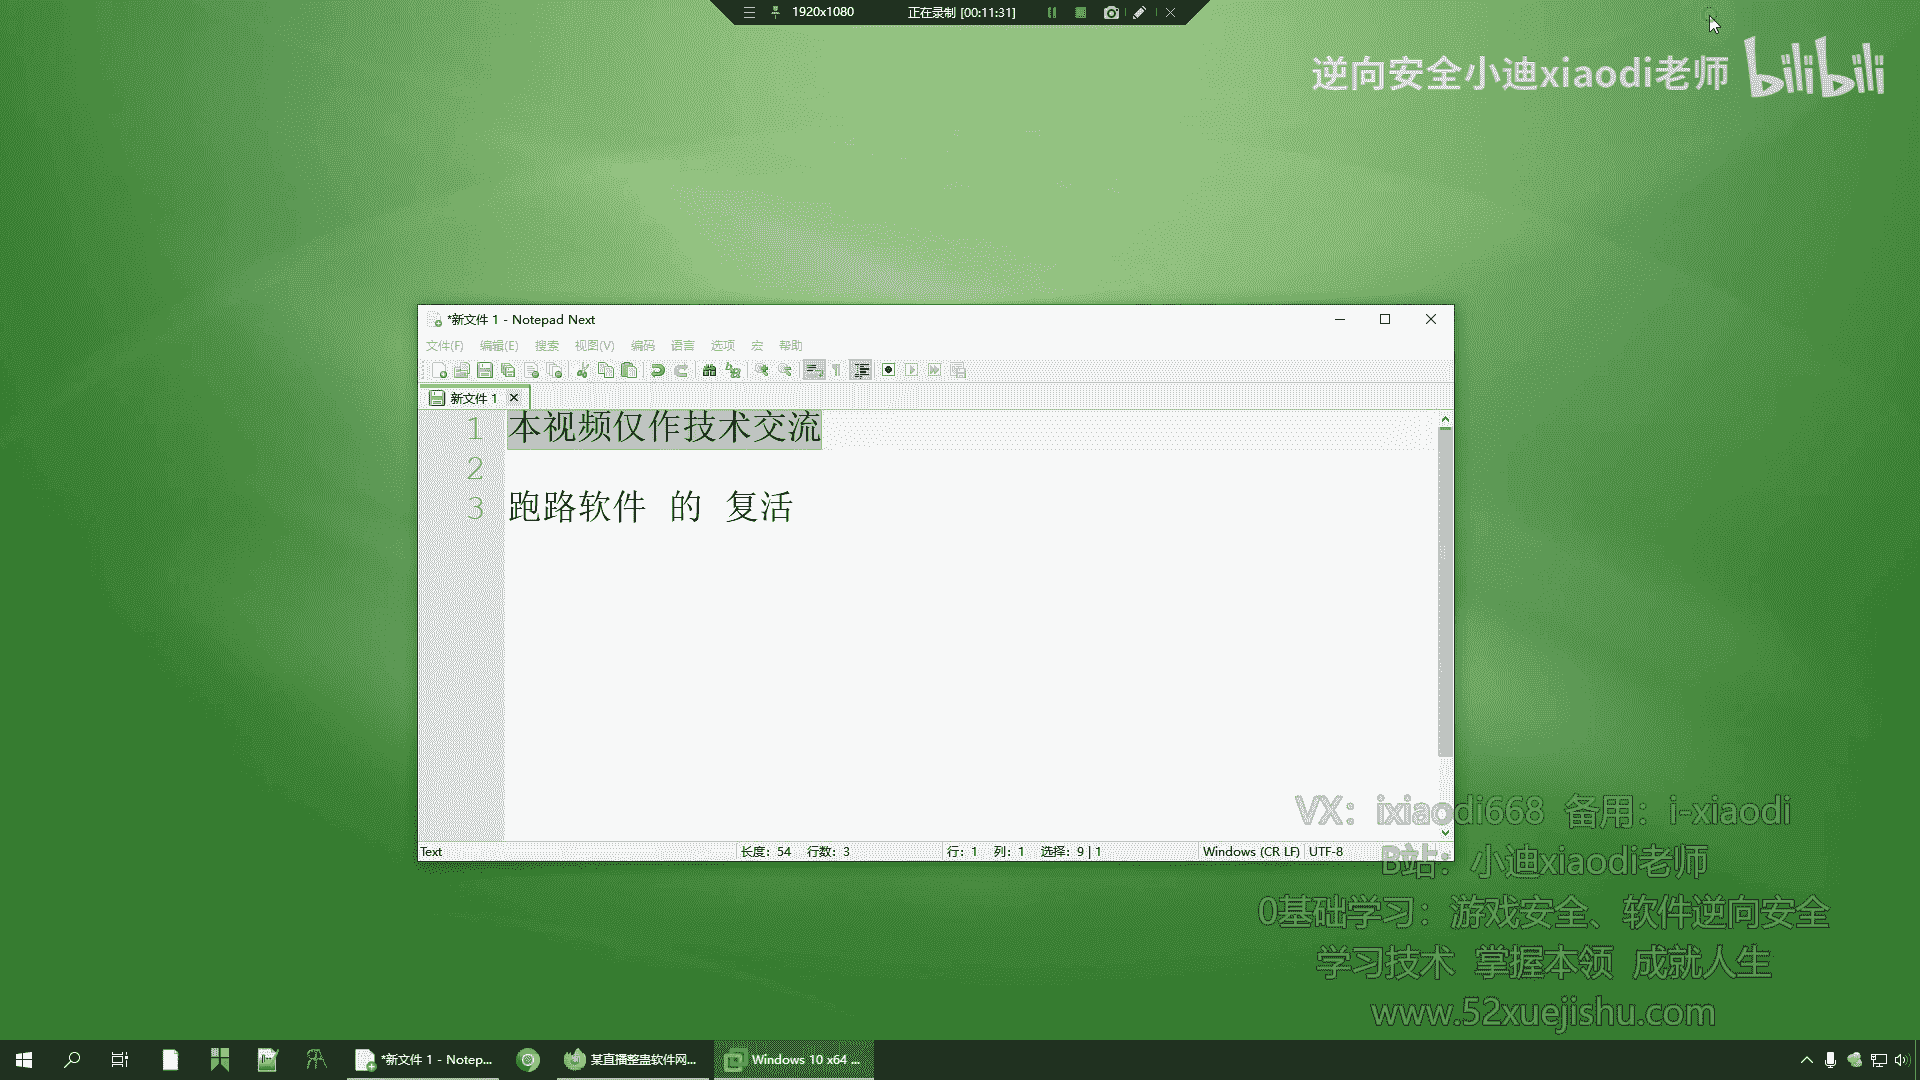 1920x1080 正在录制 [00:11:31]
逆向安全小迪xiaodi老师 bilibili
*新文件 1 - Notepad Next
文件(F) 编辑(E) 搜索 视图(V) 编码 语言 选项 宏 帮助
新文件 1
1 本视频仅作技术交流
2
3 跑路软件 的 复活
VX：ixiaodi668 备用：i-xiaodi
Text 长度: 54 行数: 3 行: 1 列: 1 选择: 9 | 1 Windows (CR LF) UTF-8
B站：小迪xiaodi老师
0基础学习：游戏安全、软件逆向安全
学习技术 掌握本领 成就人生
www.52xuejishu.com
*新文件 1 - Notep... 某直播整蛊软件网... Windows 10 x64 ...